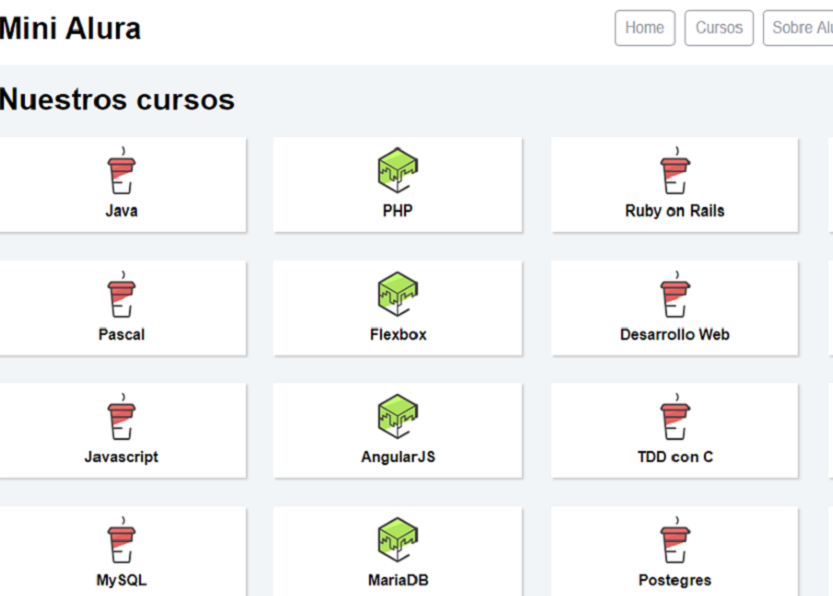 Mini Alura
Home Cursos Sobre Alu
Nuestros cursos
Java PHP Ruby on Rails
Pascal Flexbox Desarrollo Web
Javascript AngularJS TDD con C
MySQL MariaDB Postegres